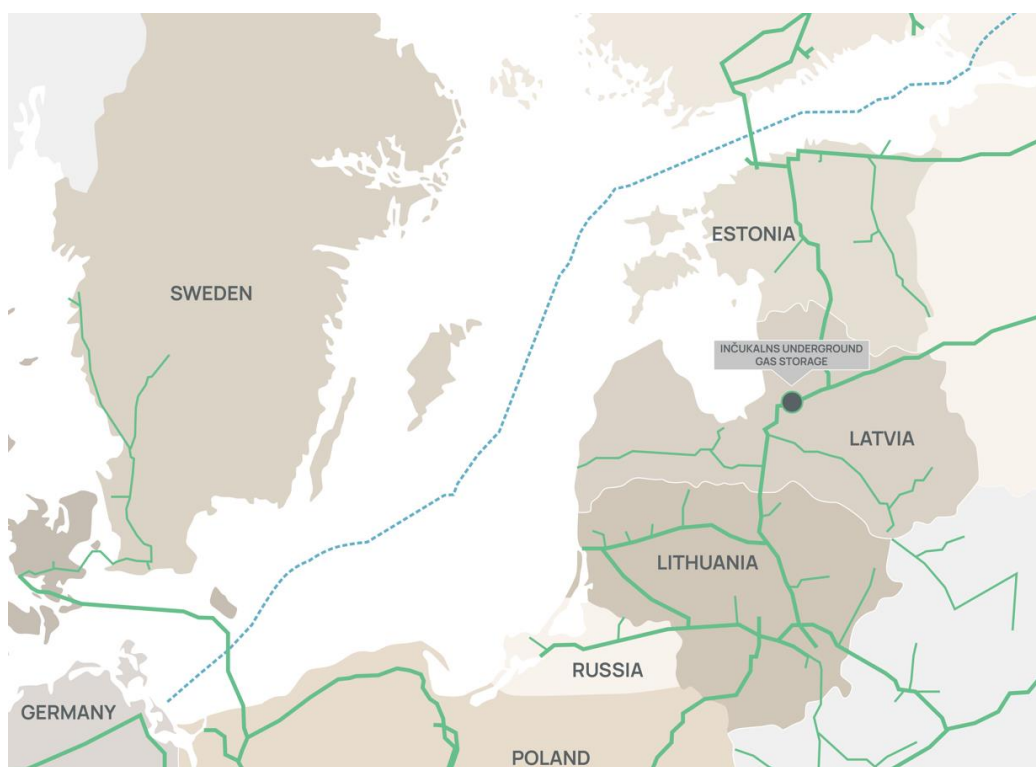 ESTONIA
SWEDEN
INČUKALNS UNDERGROUND
GAS STORAGE
LATVIA
LITHUANIA
RUSSIA
GERMANY
POLAND